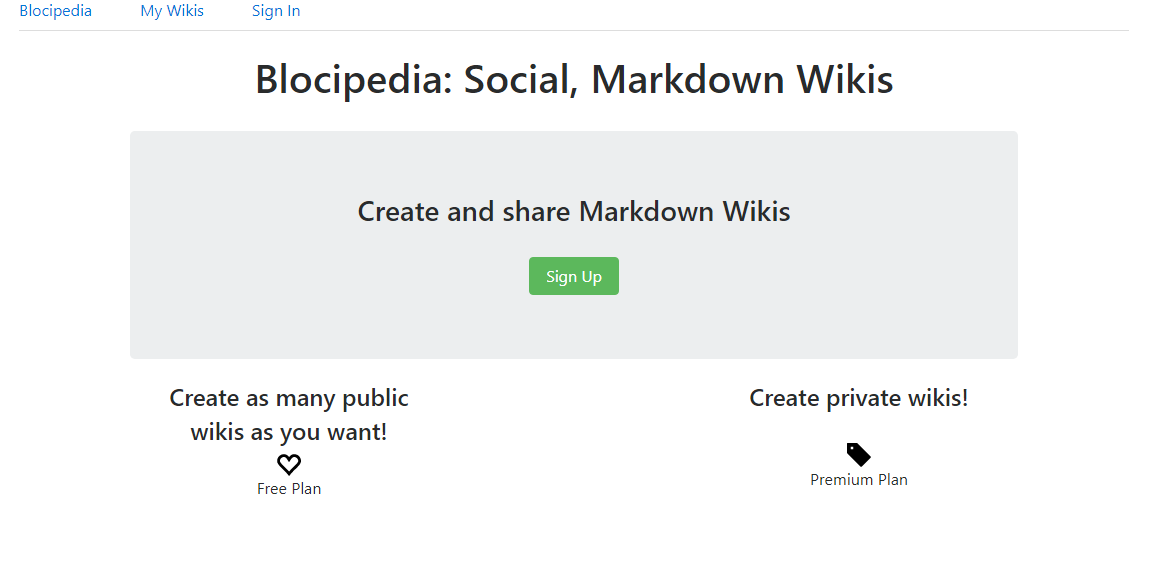 Blocipedia My Wikis Sign In
Blocipedia: Social, Markdown Wikis
Create and share Markdown Wikis
Sign Up
Create as many public
wikis as you want!
Free Plan
Create private wikis!
Premium Plan